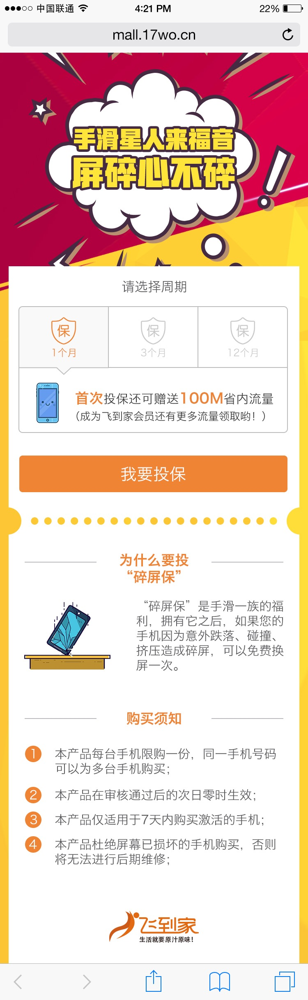 中国联通 4:21 PM 22%
mall.17wo.cn
手滑星人来福音
屏碎心不碎
请选择周期
保 保 保
1个月 3个月 12个月
首次投保还可赠送100M省内流量
（成为飞到家会员还有更多流量领取哟！）
我要投保
为什么要投
“碎屏保”
“碎屏保”是手滑一族的福
利，拥有它之后，如果您的
手机因为意外跌落、碰撞、
挤压造成碎屏，可以免费换
屏一次。
购买须知
1 本产品每台手机限购一份，同一手机号码
可以为多台手机购买；
2 本产品在审核通过后的次日零时生效；
3 本产品仅适用于7天内购买激活的手机；
4 本产品杜绝屏幕已损坏的手机购买，否则
将无法进行后期维修；
飞到家
生活就要原汁原味！